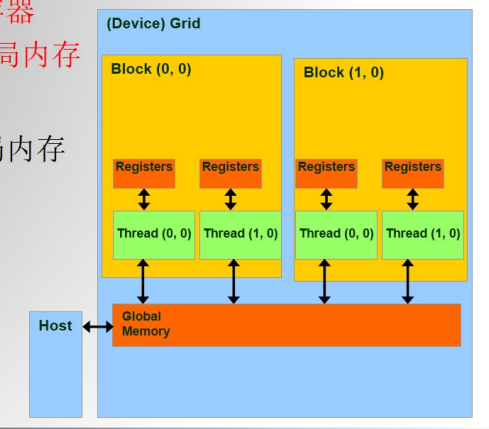 存器
局内存
局内存
(Device) Grid
Block (0, 0)
Block (1, 0)
Registers
Registers
Registers
Registers
Thread (0, 0)
Thread (1, 0)
Thread (0, 0)
Thread (1, 0)
Host
Global
Memory